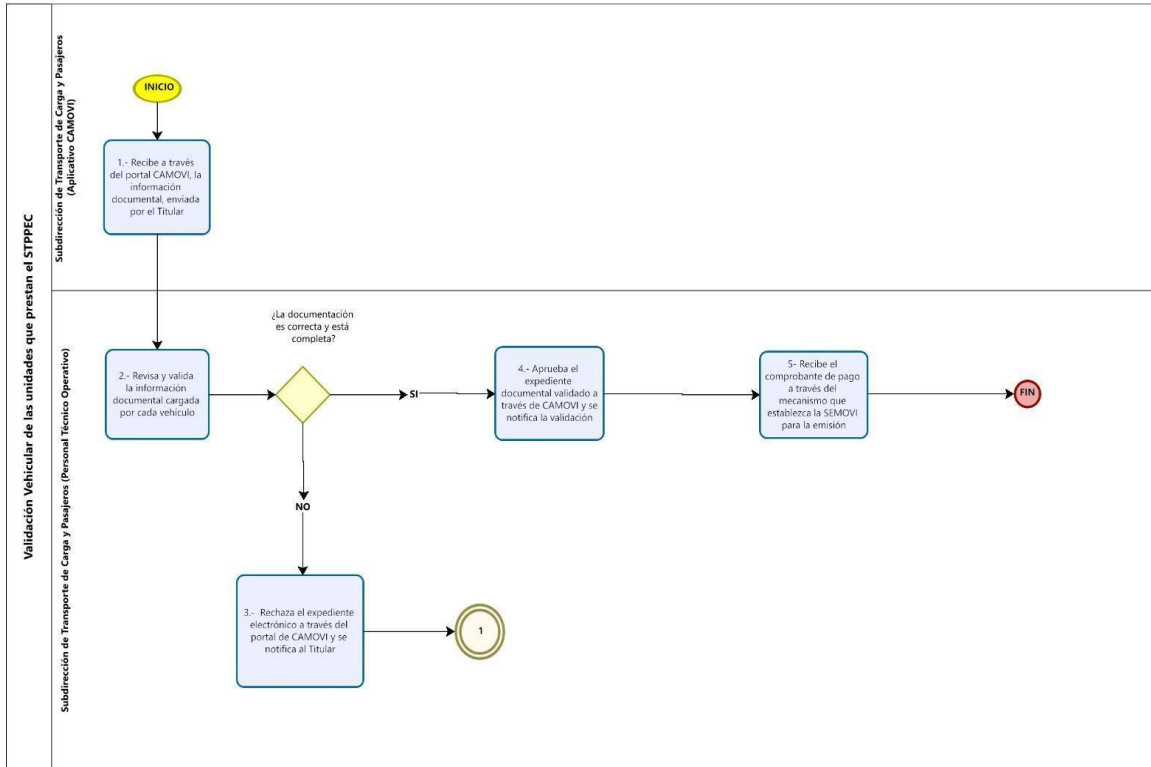 Validación Vehicular de las unidades que prestan el STPPEC
Subdirección de Transporte de Carga y Pasajeros
(Aplicativo CAMOVI)
INICIO
1.- Recibe a través
del portal CAMOVI, la
información
documental, enviada
por el Titular
Subdirección de Transporte de Carga y Pasajeros (Personal Técnico Operativo)
2.- Revisa y valida
la información
documental cargada
por cada vehículo
¿La documentación
es correcta y está
completa?
SI
4.- Aprueba el
expediente
documental validado
a través de CAMOVI y se
notifica la validación
5- Recibe el
comprobante de pago
a través del
mecanismo que
establezca la SEMOVI
para la emisión
FIN
NO
3.- Rechaza el expediente
electrónico a través del
portal de CAMOVI y se
notifica al Titular
1